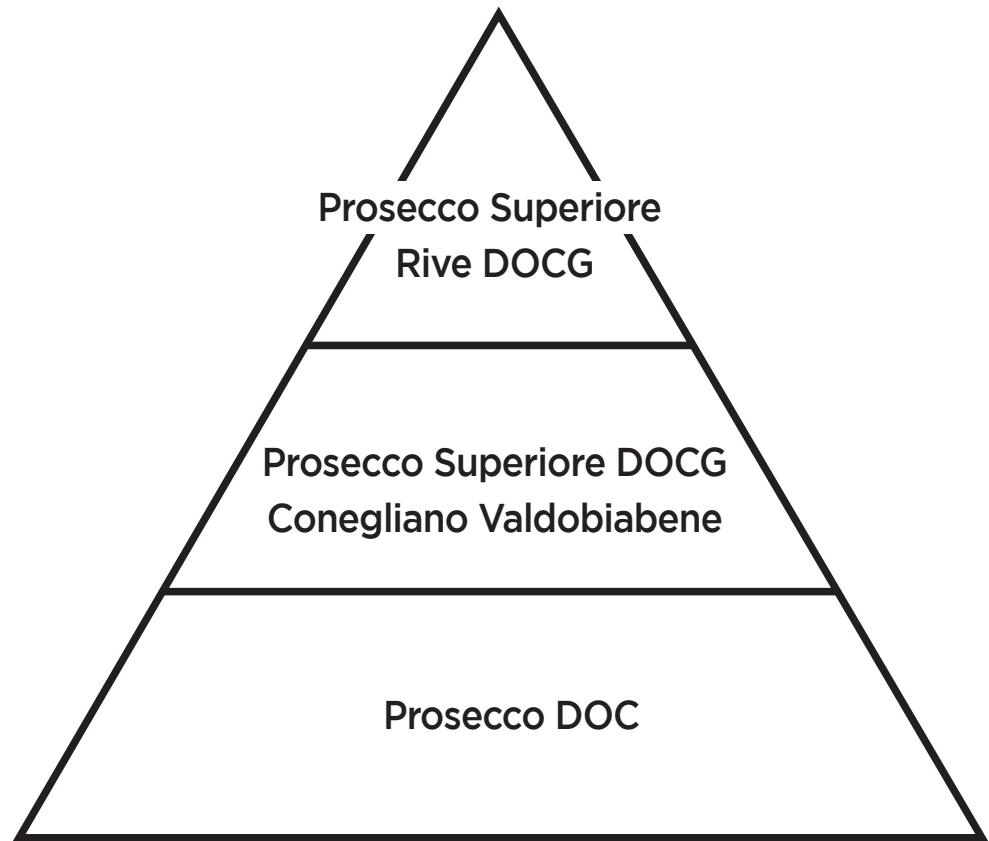 Prosecco Superiore
Rive DOCG
Prosecco Superiore DOCG
Conegliano Valdobiabene
Prosecco DOC